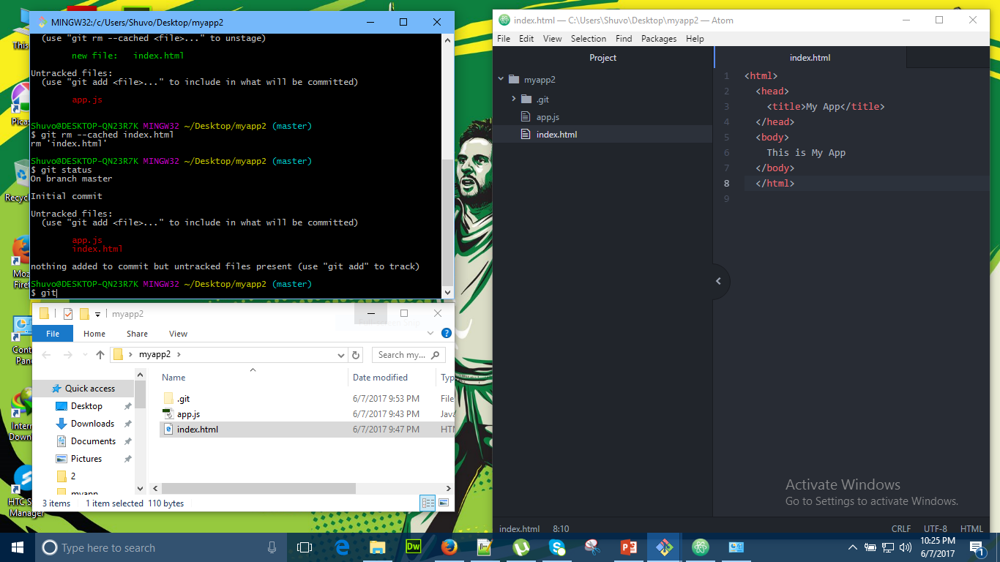 MINGW32:/c/Users/Shuvo/Desktop/myapp2
(use "git rm --cached <file>..." to unstage)
new file:   index.html
Untracked files:
(use "git add <file>..." to include in what will be committed)
app.js
Shuvo@DESKTOP-QN23R7K MINGW32 ~/Desktop/myapp2 (master)
$ git rm --cached index.html
rm 'index.html'
Shuvo@DESKTOP-QN23R7K MINGW32 ~/Desktop/myapp2 (master)
$ git status
On branch master
Initial commit
Untracked files:
(use "git add <file>..." to include in what will be committed)
app.js
index.html
nothing added to commit but untracked files present (use "git add" to track)
Shuvo@DESKTOP-QN23R7K MINGW32 ~/Desktop/myapp2 (master)
$ git
myapp2
File Home Share View
myapp2 Search my...
Name Date modified Typ
Quick access
Desktop
Downloads
Documents
Pictures
2
myapp
.git 6/7/2017 9:53 PM File
app.js 6/7/2017 9:43 PM Java
index.html 6/7/2017 9:47 PM HTM
3 items 1 item selected 110 bytes
index.html — C:\Users\Shuvo\Desktop\myapp2 — Atom
File Edit View Selection Find Packages Help
Project
myapp2
.git
app.js
index.html
index.html
1 <html>
2 <head>
3 <title>My App</title>
4 </head>
5 <body>
6 This is My App
7 </body>
8 </html>
9
Activate Windows
Go to Settings to activate Windows.
index.html 8:10 CRLF UTF-8 HTML
This
Picas
Recyc
Moz
Firef
Cont
Pan
Intern
Down
HTC S
Manager
Type here to search
Dw
10:25 PM
6/7/2017
1